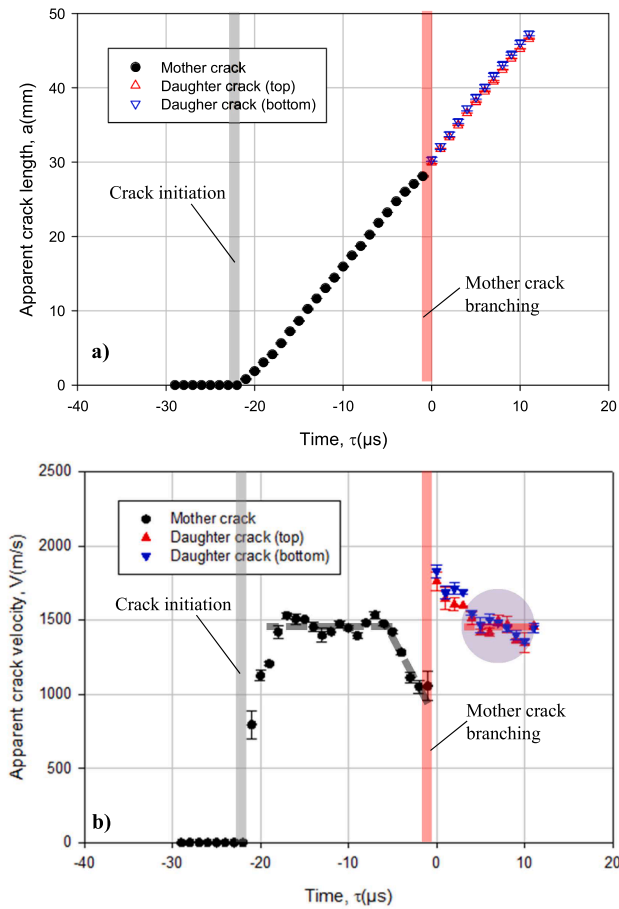 50
40
30
20
10
0
Apparent crack length, a(mm)
Mother crack
Daughter crack (top)
Daugher crack (bottom)
Crack initiation
Mother crack
branching
a)
-40
-30
-20
-10
0
10
20
Time, τ(µs)
2500
2000
1500
1000
500
0
Apparent crack velocity, V(m/s)
Mother crack
Daughter crack (top)
Daughter crack (bottom)
Crack initiation
Mother crack
branching
b)
-40
-30
-20
-10
0
10
20
Time, τ(µs)